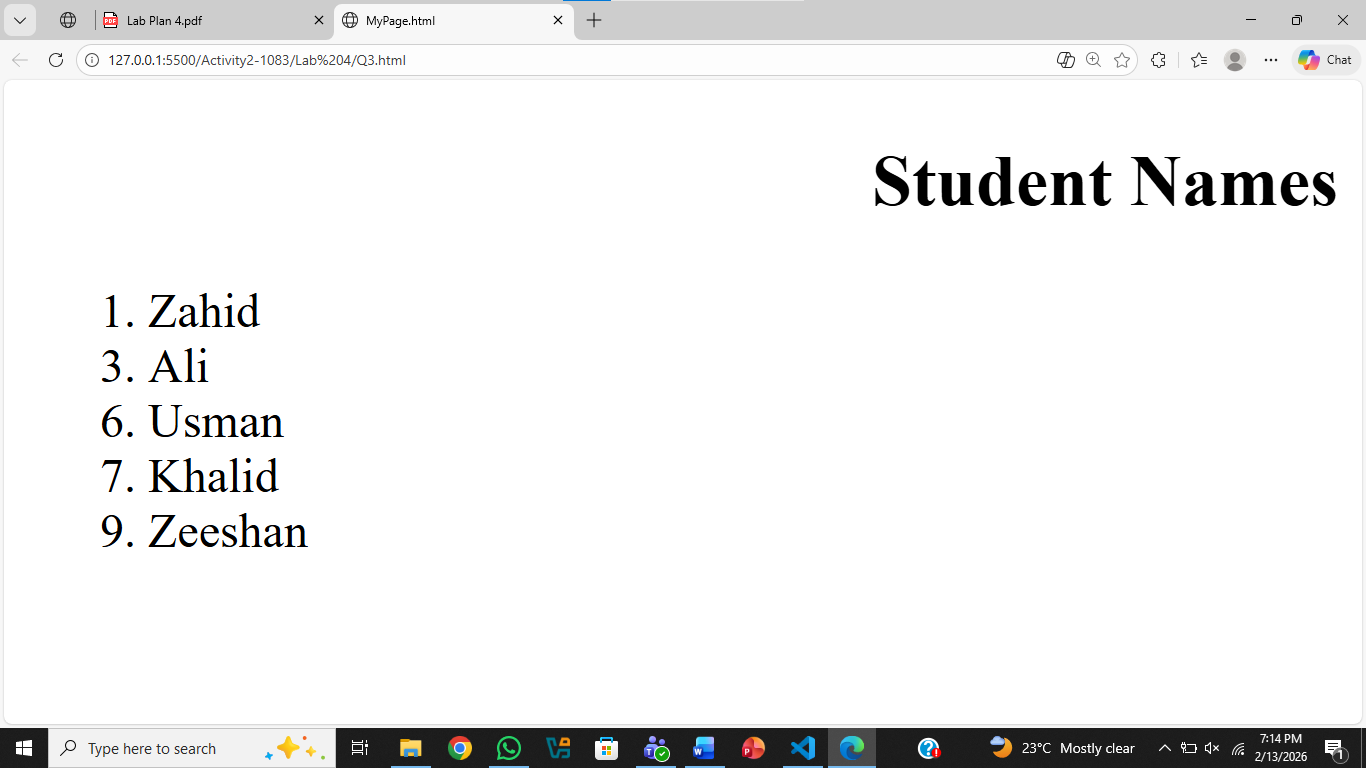 Lab Plan 4.pdf
MyPage.html
127.0.0.1:5500/Activity2-1083/Lab%204/Q3.html
Chat
Student Names
1. Zahid
3. Ali
6. Usman
7. Khalid
9. Zeeshan
Type here to search
23°C Mostly clear
7:14 PM
2/13/2026
1